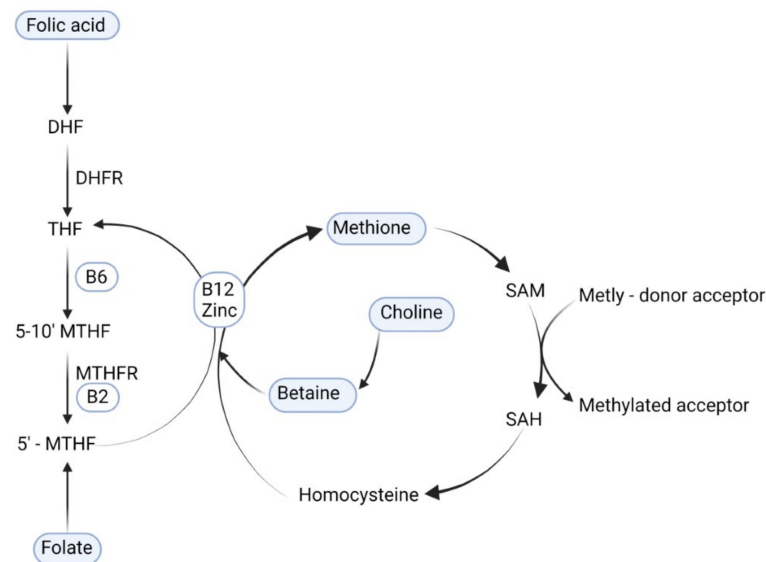 Folic acid
DHF
DHFR
THF
B6
5-10' MTHF
MTHFR
B2
5' - MTHF
Folate
B12
Zinc
Methione
Choline
Betaine
SAM
Metly - donor acceptor
SAH
Methylated acceptor
Homocysteine